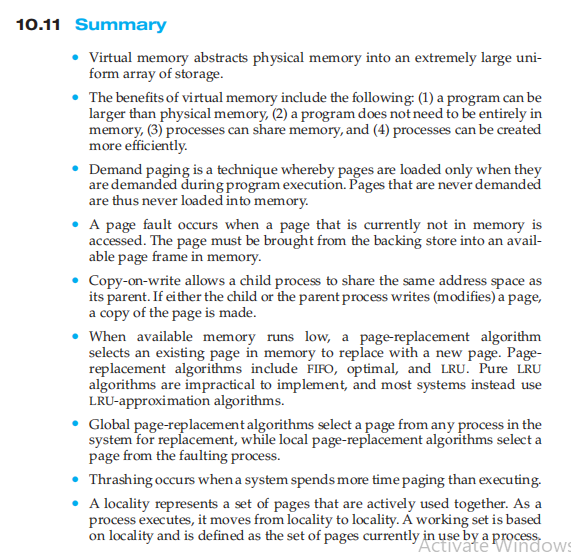 10.11 Summary
• Virtual memory abstracts physical memory into an extremely large uni-
form array of storage.
• The benefits of virtual memory include the following: (1) a program can be
larger than physical memory, (2) a program does not need to be entirely in
memory, (3) processes can share memory, and (4) processes can be created
more efficiently.
• Demand paging is a technique whereby pages are loaded only when they
are demanded during program execution. Pages that are never demanded
are thus never loaded into memory.
• A page fault occurs when a page that is currently not in memory is
accessed. The page must be brought from the backing store into an avail-
able page frame in memory.
• Copy-on-write allows a child process to share the same address space as
its parent. If either the child or the parent process writes (modifies) a page,
a copy of the page is made.
• When available memory runs low, a page-replacement algorithm
selects an existing page in memory to replace with a new page. Page-
replacement algorithms include FIFO, optimal, and LRU. Pure LRU
algorithms are impractical to implement, and most systems instead use
LRU-approximation algorithms.
• Global page-replacement algorithms select a page from any process in the
system for replacement, while local page-replacement algorithms select a
page from the faulting process.
• Thrashing occurs when a system spends more time paging than executing.
• A locality represents a set of pages that are actively used together. As a
process executes, it moves from locality to locality. A working set is based
on locality and is defined as the set of pages currently in use by a process.
Activate Windows